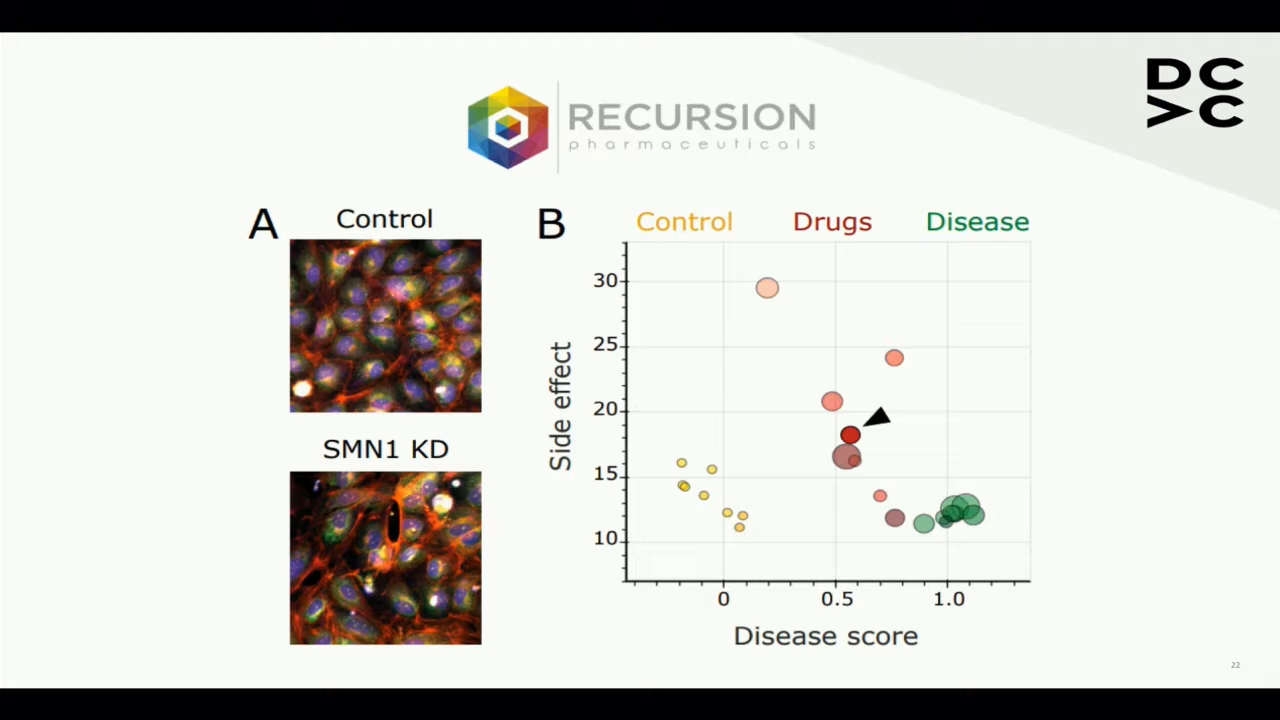 DC
VC
RECURSION
pharmaceuticals
A
Control
SMN1 KD
B
Control Drugs Disease
Side effect
30
25
20
15
10
0 0.5 1.0
Disease score
22